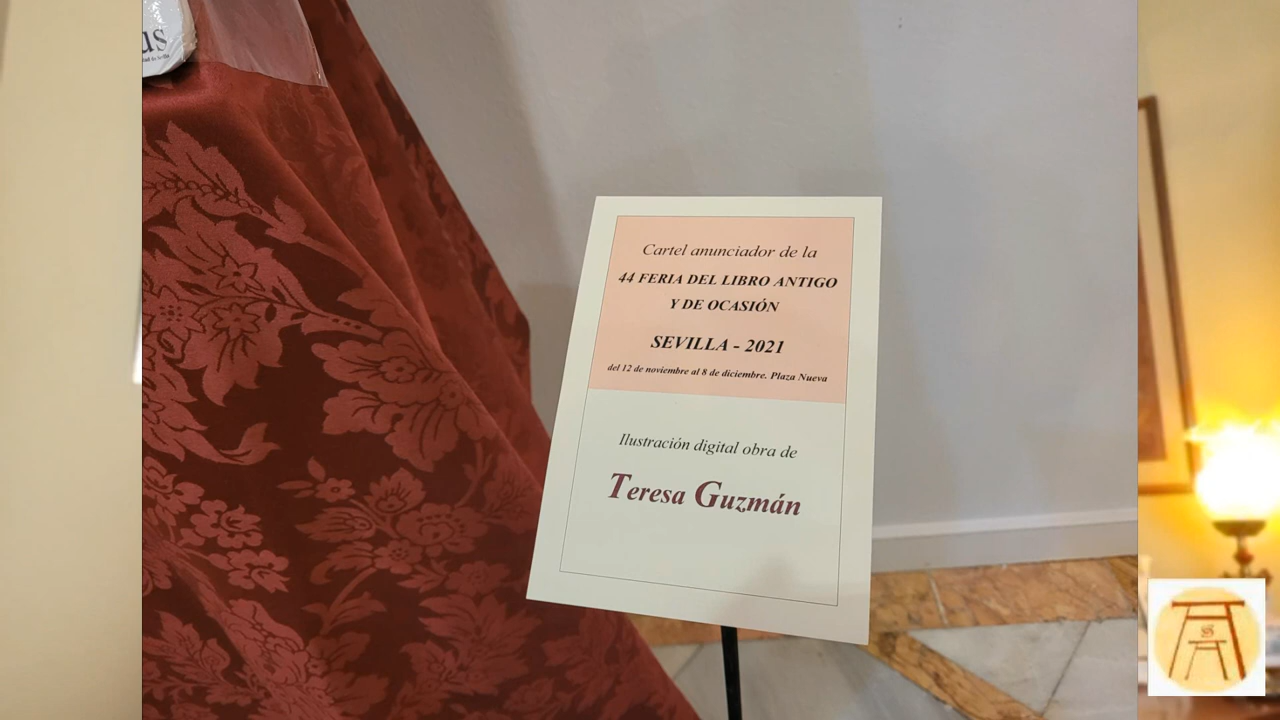 us
Cartel anunciador de la
44 FERIA DEL LIBRO ANTIGO
Y DE OCASIÓN
SEVILLA - 2021
del 12 de noviembre al 8 de diciembre. Plaza Nueva
Ilustración digital obra de
Teresa Guzmán
S